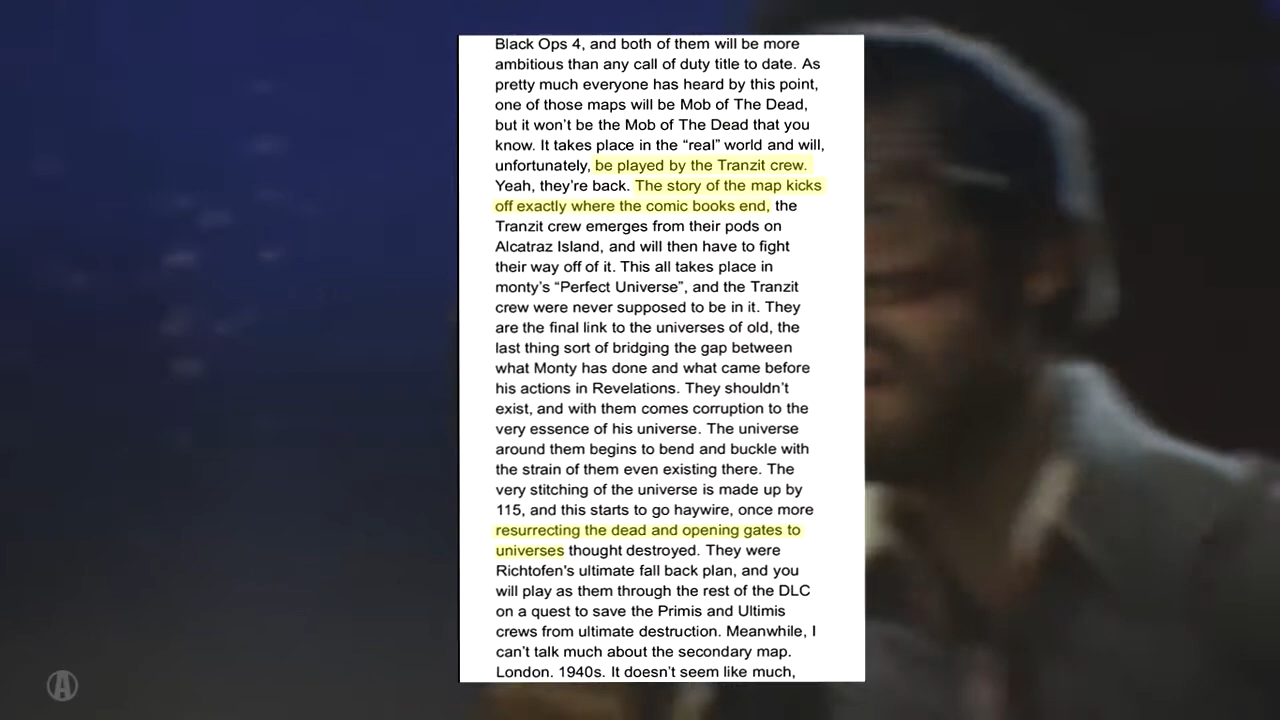 Black Ops 4, and both of them will be more
ambitious than any call of duty title to date. As
pretty much everyone has heard by this point,
one of those maps will be Mob of The Dead,
but it won't be the Mob of The Dead that you
know. It takes place in the “real” world and will,
unfortunately, be played by the Tranzit crew.
Yeah, they're back. The story of the map kicks
off exactly where the comic books end, the
Tranzit crew emerges from their pods on
Alcatraz Island, and will then have to fight
their way off of it. This all takes place in
monty's “Perfect Universe”, and the Tranzit
crew were never supposed to be in it. They
are the final link to the universes of old, the
last thing sort of bridging the gap between
what Monty has done and what came before
his actions in Revelations. They shouldn't
exist, and with them comes corruption to the
very essence of his universe. The universe
around them begins to bend and buckle with
the strain of them even existing there. The
very stitching of the universe is made up by
115, and this starts to go haywire, once more
resurrecting the dead and opening gates to
universes thought destroyed. They were
Richtofen's ultimate fall back plan, and you
will play as them through the rest of the DLC
on a quest to save the Primis and Ultimis
crews from ultimate destruction. Meanwhile, I
can't talk much about the secondary map.
London. 1940s. It doesn't seem like much,